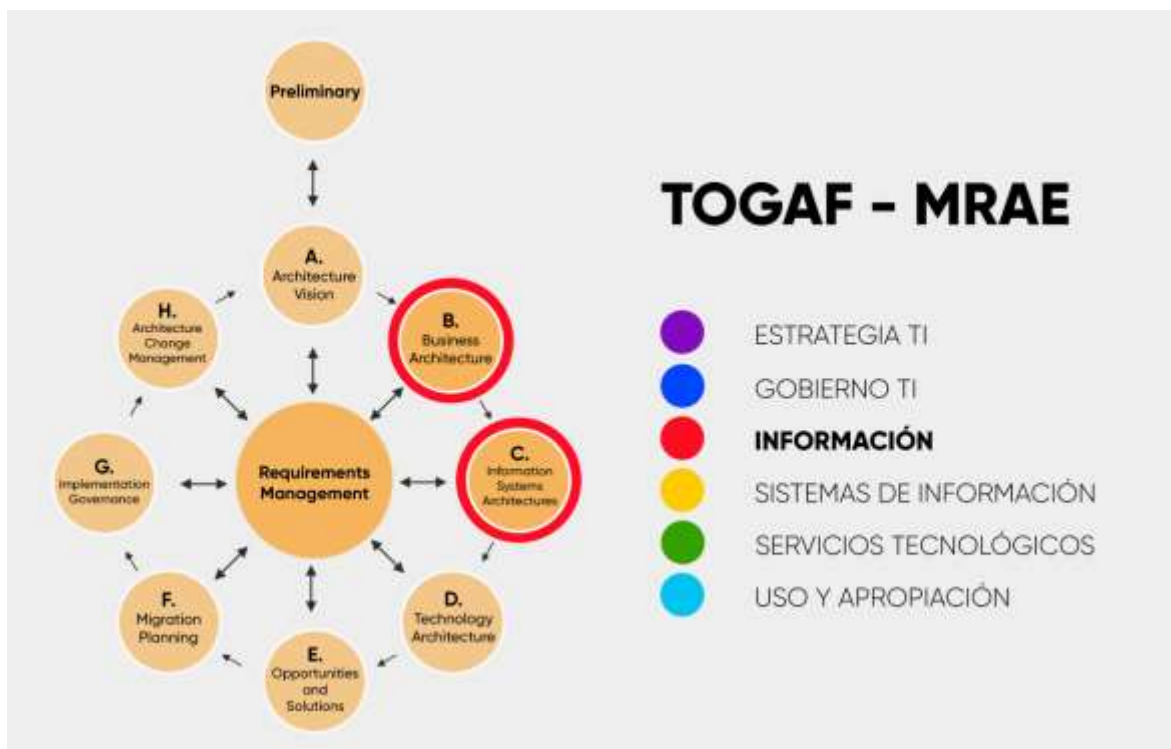 Preliminary
A.
Architecture
Vision
B.
Business
Architecture
C.
Information
Systems
Architectures
D.
Technology
Architecture
E.
Opportunities
and
Solutions
F.
Migration
Planning
G.
Implementation
Governance
H.
Architecture
Change
Management
Requirements
Management
TOGAF - MRAE
ESTRATEGIA TI
GOBIERNO TI
INFORMACIÓN
SISTEMAS DE INFORMACIÓN
SERVICIOS TECNOLÓGICOS
USO Y APROPIACIÓN